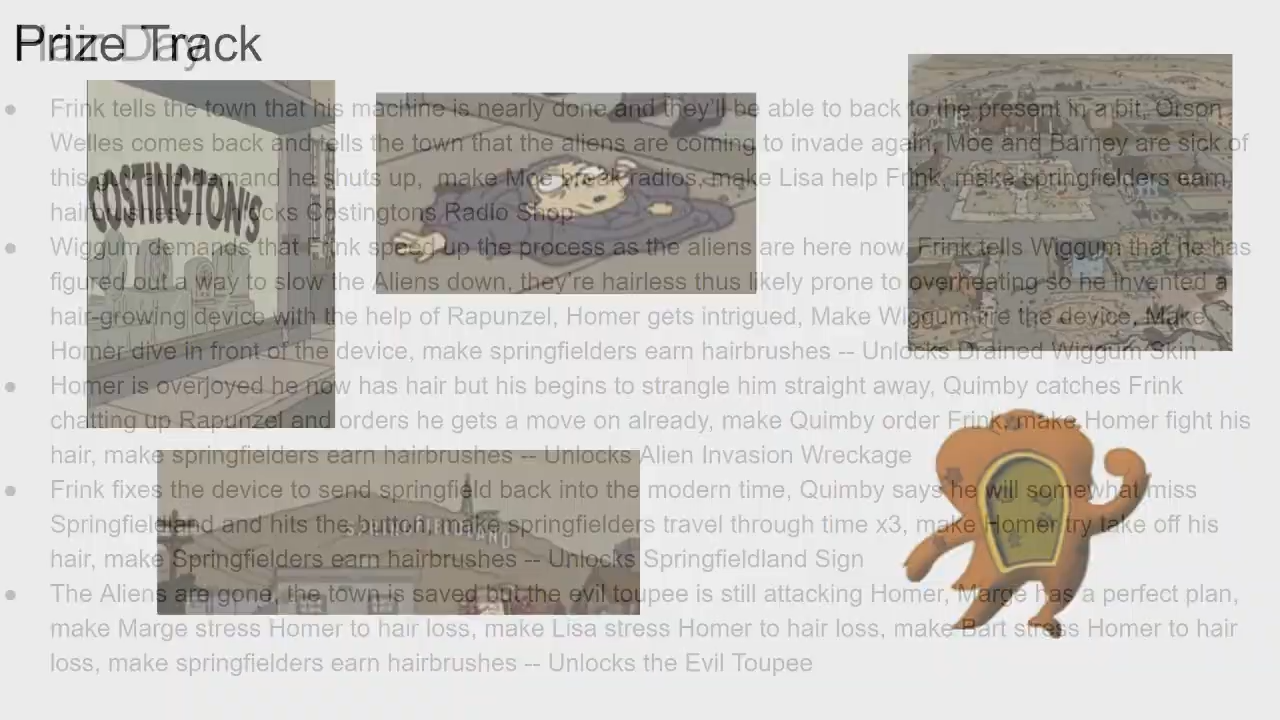 Prize Track
Hair Day
Frink tells the town that his machine is nearly done and they'll be able to back to the present in a bit, Orson
Welles comes back and tells the town that the aliens are coming to invade again, Moe and Barney are sick of
this and demand he shuts up, make Moe break radios, make Lisa help Frink, make springfielders earn
hairbrushes -- Unlocks Costingtons Radio Shop
COSTINGTON'S
Wiggum demands that Frink speed up the process as the aliens are here now, Frink tells Wiggum that he has
figured out a way to slow the Aliens down, they're hairless thus likely prone to overheating so he invented a
hair-growing device with the help of Rapunzel, Homer gets intrigued, Make Wiggum fire the device, Make
Homer dive in front of the device, make springfielders earn hairbrushes -- Unlocks Drained Wiggum Skin
Homer is overjoyed he now has hair but his begins to strangle him straight away, Quimby catches Frink
chatting up Rapunzel and orders he gets a move on already, make Quimby order Frink, make Homer fight his
hair, make springfielders earn hairbrushes -- Unlocks Alien Invasion Wreckage
Frink fixes the device to send springfield back into the modern time, Quimby says he will somewhat miss
Springfieldland and hits the button, make springfielders travel through time x3, make Homer try take off his
hair, make Springfielders earn hairbrushes -- Unlocks Springfieldland Sign
SPRINGFIELDLAND
The Aliens are gone, the town is saved but the evil toupee is still attacking Homer, Marge has a perfect plan,
make Marge stress Homer to hair loss, make Lisa stress Homer to hair loss, make Bart stress Homer to hair
loss, make springfielders earn hairbrushes -- Unlocks the Evil Toupee